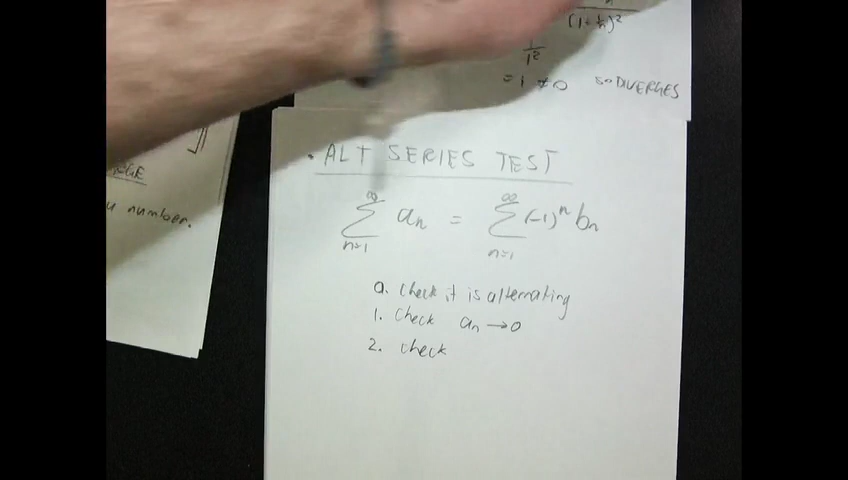 (1+1/n)²
1/1²
= 1 ≠ 0 so DIVERGES
number.
• ALT SERIES TEST
∞∑n=1 aₙ = ∞∑n=1 (-1)ⁿ bₙ
0. check it is alternating
1. check aₙ → 0
2. check